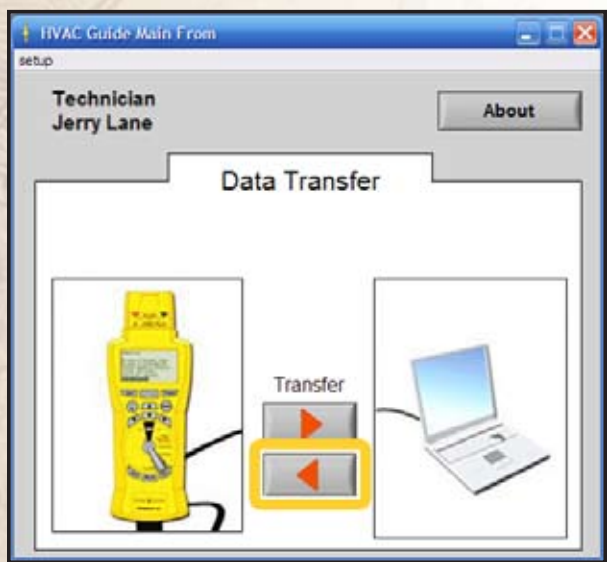 HVAC Guide Main From
setup
Technician
Jerry Lane
About
Data Transfer
Transfer